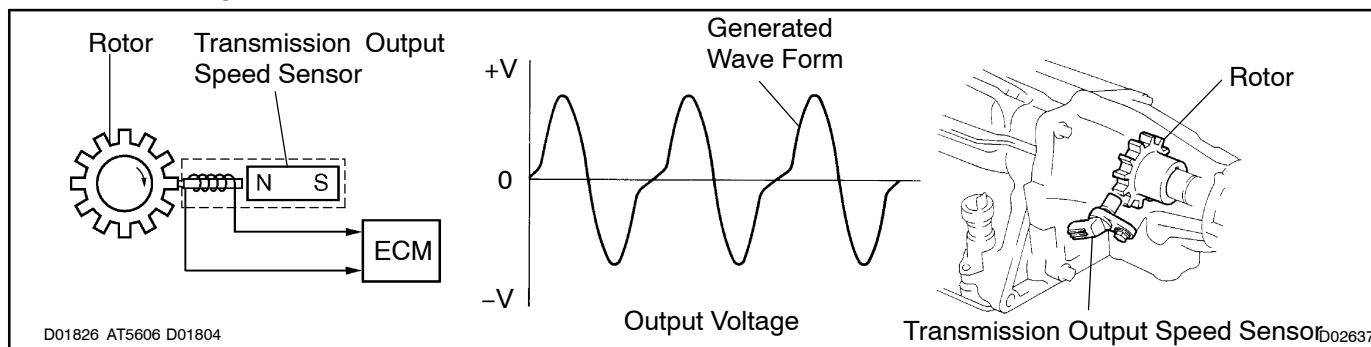 Rotor
Transmission Output
Speed Sensor
N S
ECM
+V
0
−V
Generated
Wave Form
Output Voltage
Rotor
Transmission Output Speed Sensor
D01826 AT5606 D01804
D02637